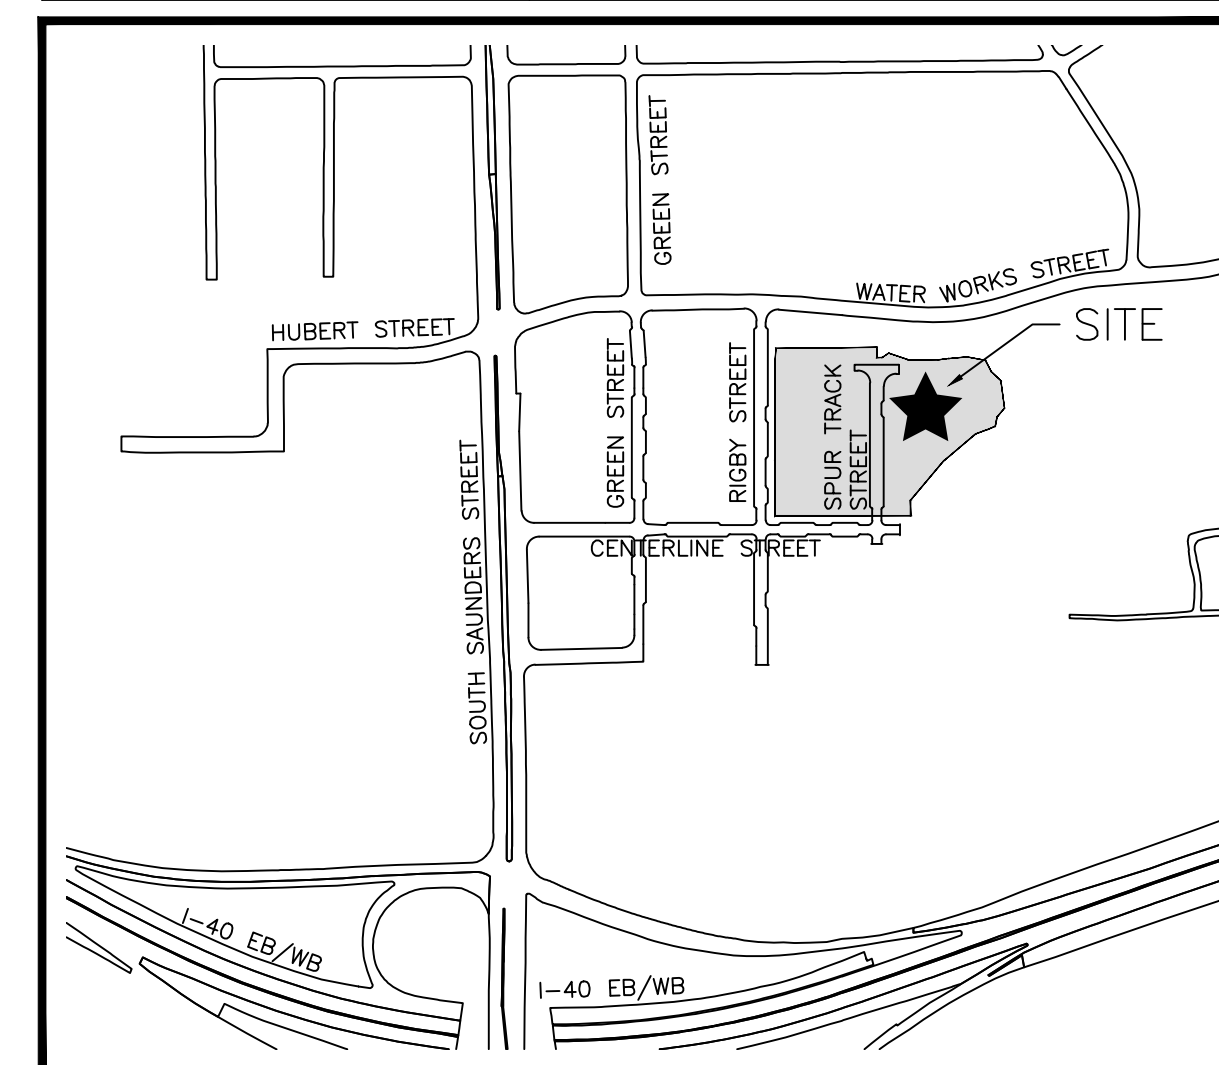 GREEN STREET
WATER WORKS STREET
SITE
HUBERT STREET
GREEN STREET
RIGBY STREET
SPUR TRACK
STREET
SOUTH SAUNDERS STREET
CENTERLINE STREET
I-40 EB/WB
I-40 EB/WB